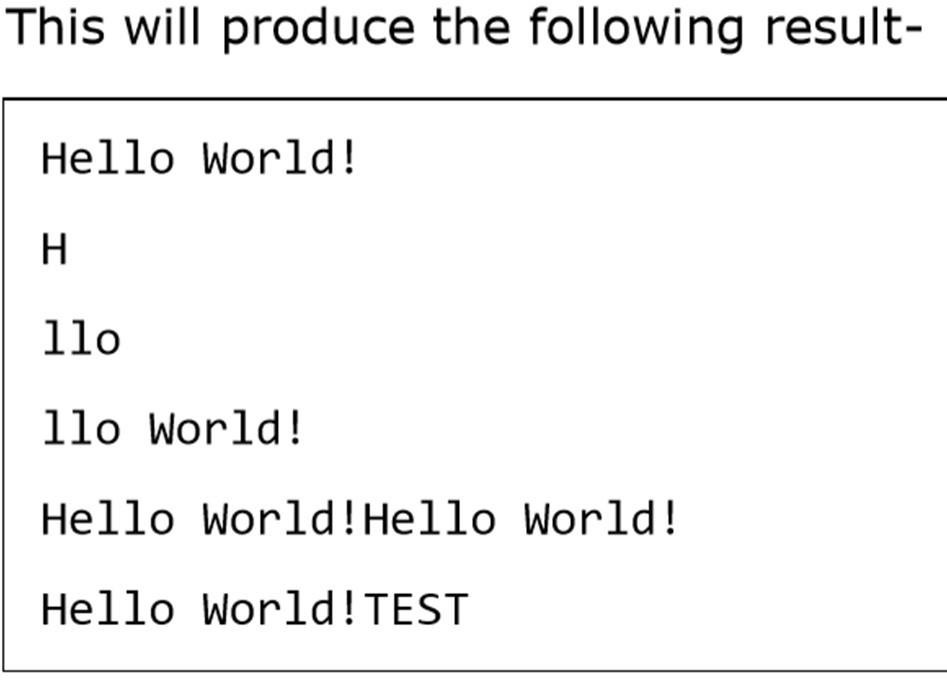 This will produce the following result-
Hello World!
H
llo
llo World!
Hello World!Hello World!
Hello World!TEST